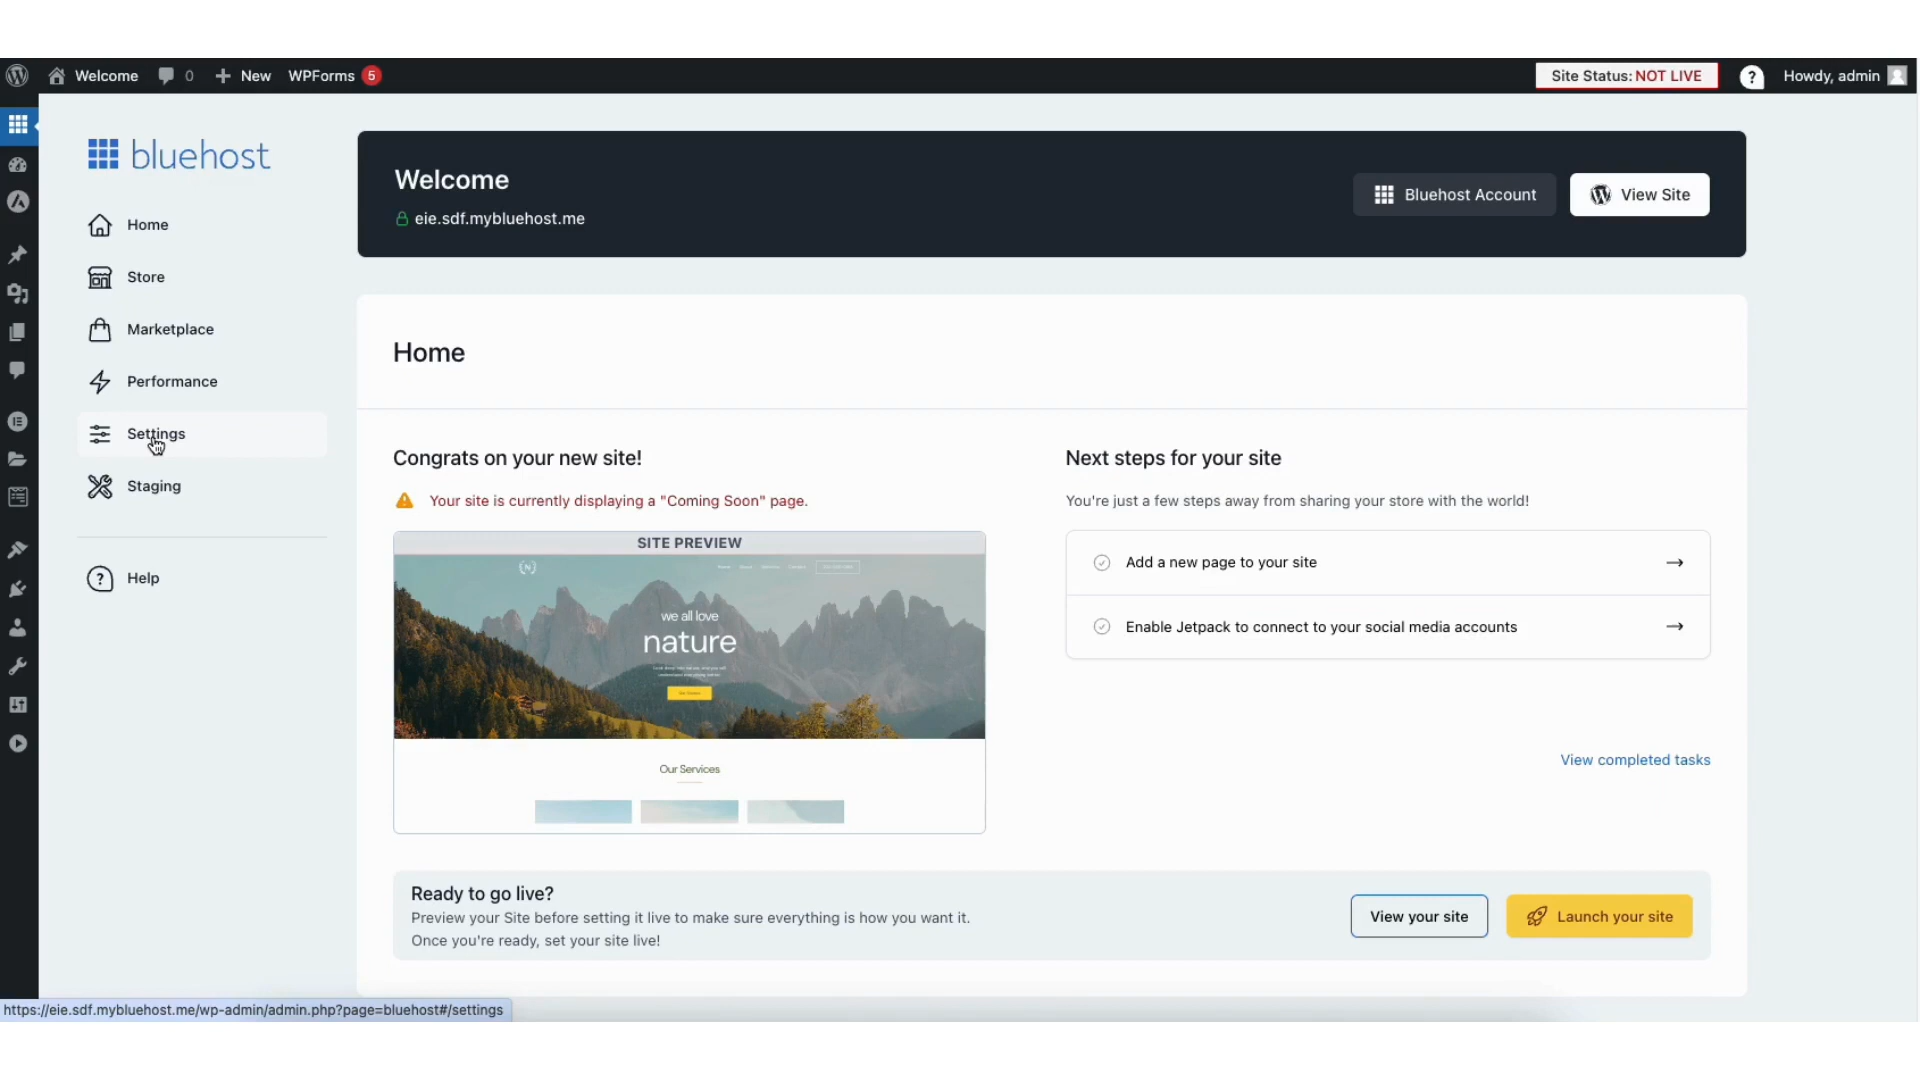 Welcome
0
New
WPForms 5
Site Status: NOT LIVE
?
Howdy, admin
bluehost
Home
Store
Marketplace
Performance
Settings
Staging
? Help
Welcome
eie.sdf.mybluehost.me
Bluehost Account
View Site
Home
Congrats on your new site!
Your site is currently displaying a "Coming Soon" page.
SITE PREVIEW
N
we all love
nature
Our Services
Next steps for your site
You're just a few steps away from sharing your store with the world!
Add a new page to your site
Enable Jetpack to connect to your social media accounts
View completed tasks
Ready to go live?
Preview your Site before setting it live to make sure everything is how you want it.
Once you're ready, set your site live!
View your site
Launch your site
https://eie.sdf.mybluehost.me/wp-admin/admin.php?page=bluehost#/settings